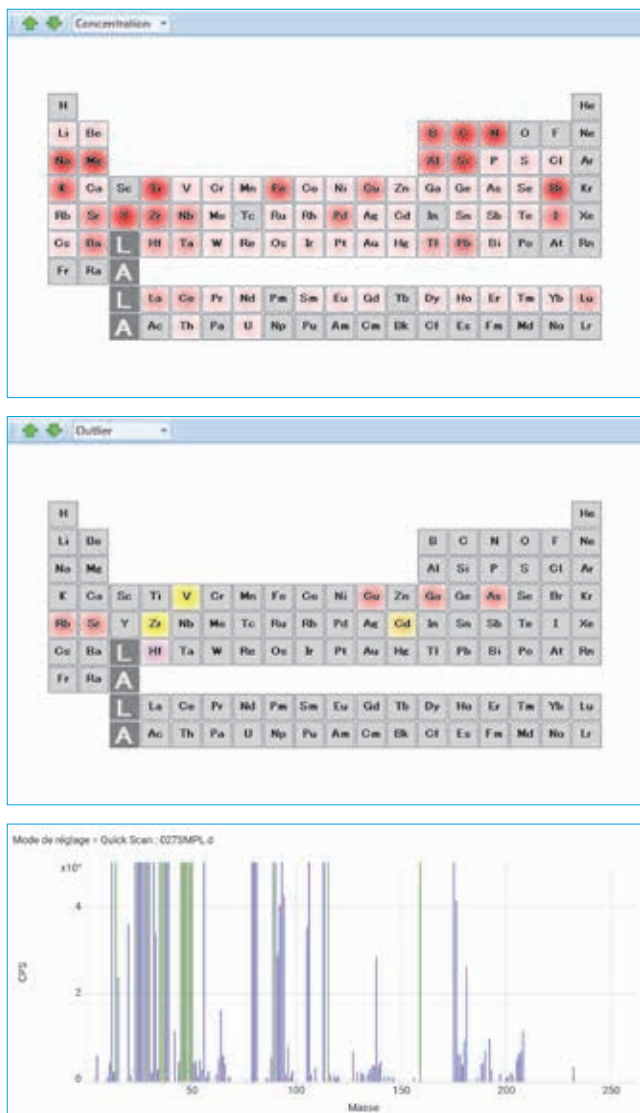 Concentration
H He
Li Be B C N O F Ne
Na Mg Al Si P S Cl Ar
K Ca Sc Ti V Cr Mn Fe Co Ni Cu Zn Ga Ge As Se Br Kr
Rb Sr Y Zr Nb Mo Tc Ru Rh Pd Ag Cd In Sn Sb Te I Xe
Cs Ba L Hf Ta W Re Os Ir Pt Au Hg Tl Pb Bi Po At Rn
Fr Ra A
L La Ce Pr Nd Pm Sm Eu Gd Tb Dy Ho Er Tm Yb Lu
A Ac Th Pa U Np Pu Am Cm Bk Cf Es Fm Md No Lr
Outlier
H He
Li Be B C N O F Ne
Na Mg Al Si P S Cl Ar
K Ca Sc Ti V Cr Mn Fe Co Ni Cu Zn Ga Ge As Se Br Kr
Rb Sr Y Zr Nb Mo Tc Ru Rh Pd Ag Cd In Sn Sb Te I Xe
Cs Ba L Hf Ta W Re Os Ir Pt Au Hg Tl Pb Bi Po At Rn
Fr Ra A
L La Ce Pr Nd Pm Sm Eu Gd Tb Dy Ho Er Tm Yb Lu
A Ac Th Pa U Np Pu Am Cm Bk Cf Es Fm Md No Lr
Mode de réglage > Quick Scan : 027SMPL.d
4
CPS
2
0
50 100 150 200 250
Masse